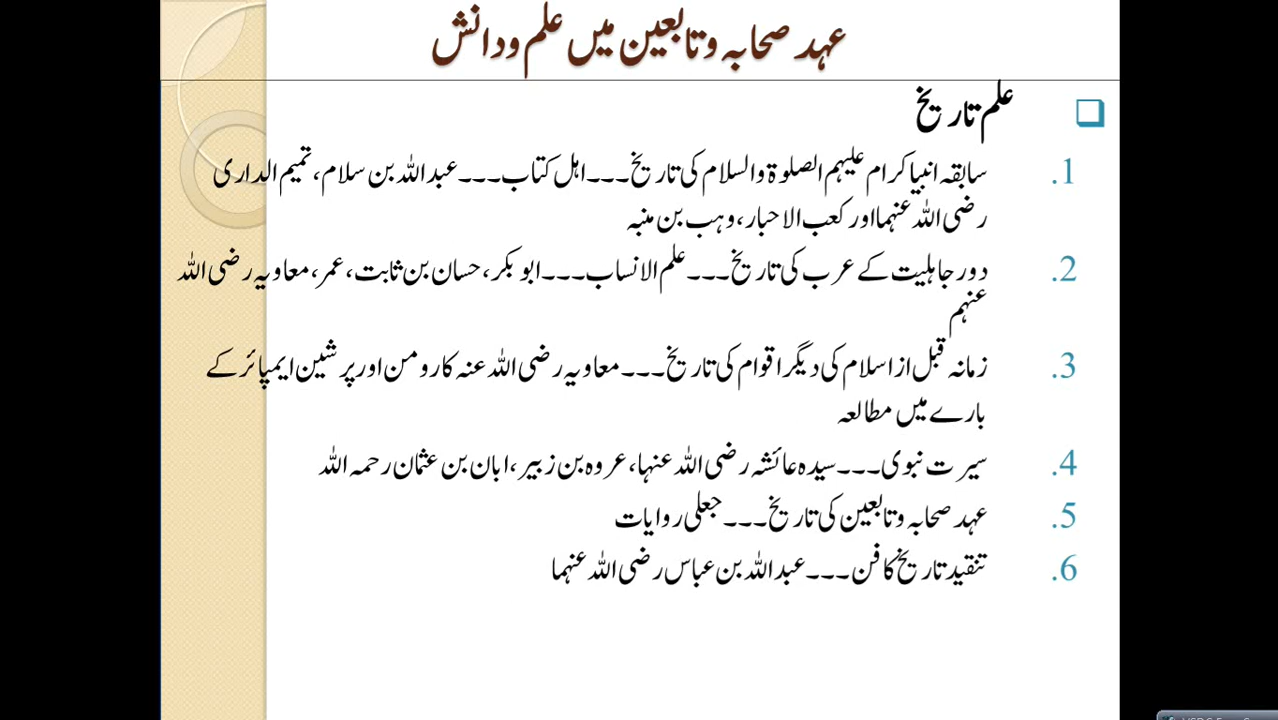 عہد صحابہ و تابعین میں علم و دانش
❑ علم تاریخ
1. سابقہ انبیا کرام علیہم الصلوۃ والسلام کی تاریخ۔۔۔اہل کتاب۔۔۔عبداللہ بن سلام، تمیم الداری
رضی اللہ عنہما اور کعب الاحبار، وہب بن منبہ
2. دور جاہلیت کے عرب کی تاریخ۔۔۔علم الانساب۔۔۔ابوبکر، حسان بن ثابت، عمر، معاویہ رضی اللہ
عنہم
3. زمانہ قبل از اسلام کی دیگر اقوام کی تاریخ۔۔۔معاویہ رضی اللہ عنہ کا رومن اور پرشین ایمپائر کے
بارے میں مطالعہ
4. سیرت نبوی۔۔۔سیدہ عائشہ رضی اللہ عنہا، عروہ بن زبیر، ابان بن عثمان رحمہ اللہ
5. عہد صحابہ و تابعین کی تاریخ۔۔۔جعلی روایات
6. تنقید تاریخ کا فن۔۔۔عبداللہ بن عباس رضی اللہ عنہما